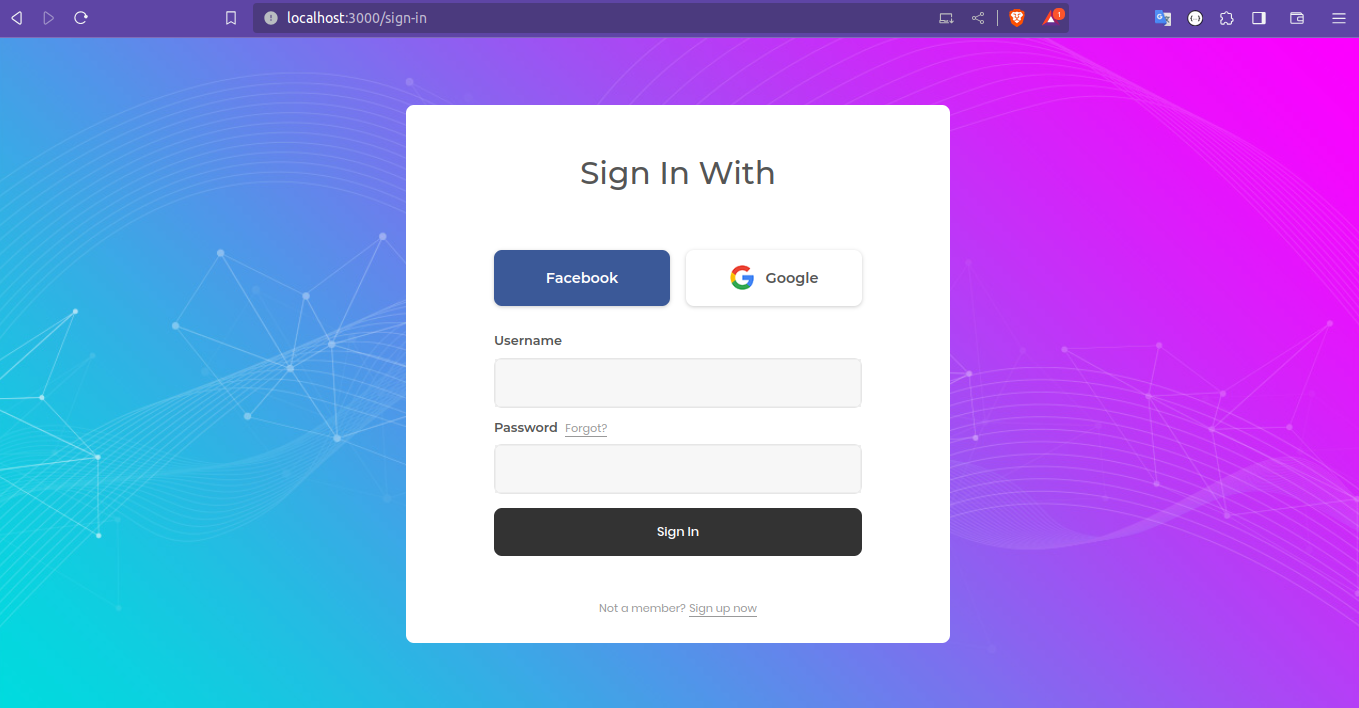 localhost:3000/sign-in
1
Sign In With
Facebook
Google
Username
Password Forgot?
Sign In
Not a member? Sign up now